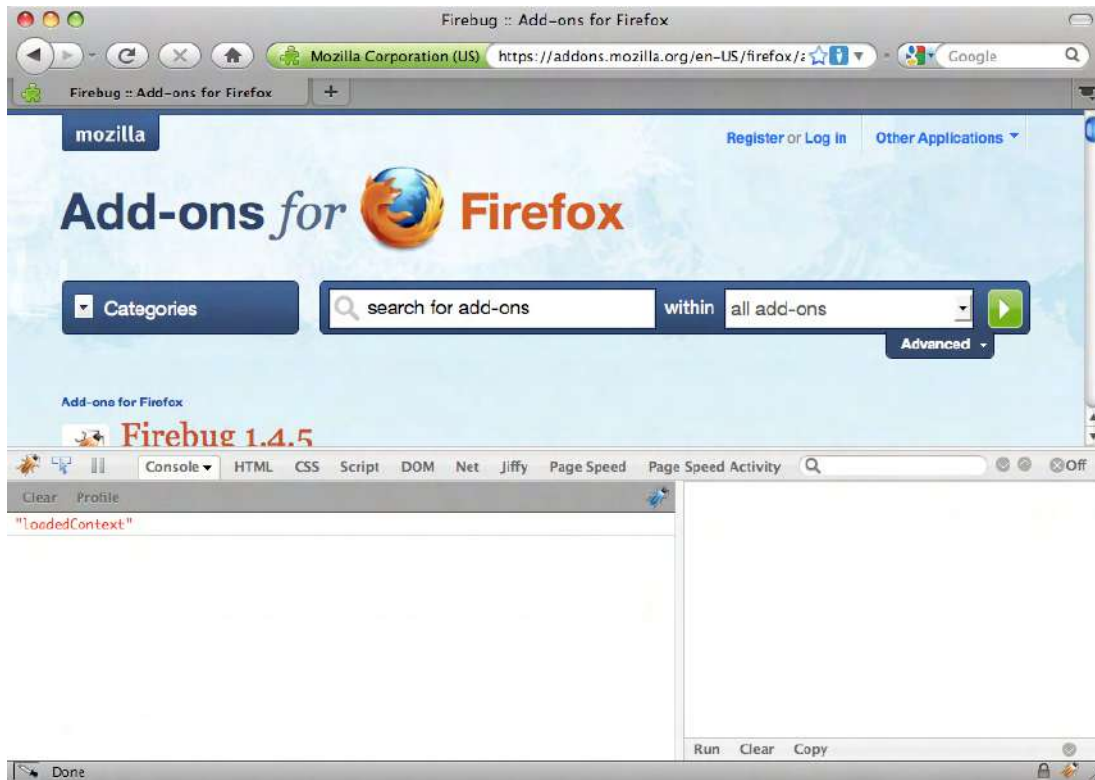 Firebug :: Add-ons for Firefox
Mozilla Corporation (US) https://addons.mozilla.org/en-US/firefox/a Google
Firebug :: Add-ons for Firefox +
mozilla
Register or Log in Other Applications
Add-ons for Firefox
Categories search for add-ons within all add-ons
Advanced
Add-ons for Firefox
Firebug 1.4.5
Console HTML CSS Script DOM Net Jiffy Page Speed Page Speed Activity Off
Clear Profile
"loadedContext"
Run Clear Copy
Done